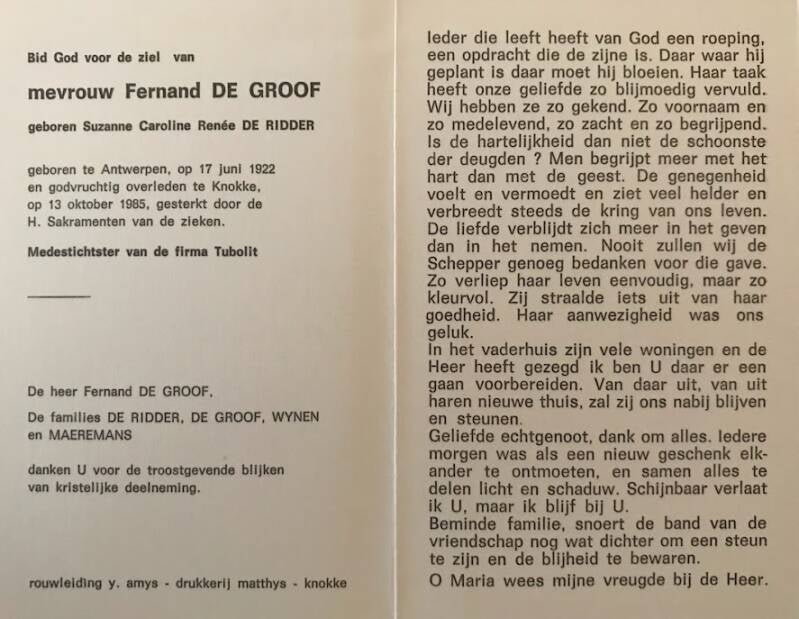 Bid God voor de ziel van
mevrouw Fernand DE GROOF
geboren Suzanne Caroline Renée DE RIDDER
geboren te Antwerpen, op 17 juni 1922
en godvruchtig overleden te Knokke,
op 13 oktober 1985, gesterkt door de
H. Sakramenten van de zieken.
Medestichtster van de firma Tubolit
De heer Fernand DE GROOF,
De families DE RIDDER, DE GROOF, WYNEN
en MAEREMANS
danken U voor de troostgevende blijken
van kristelijke deelneming.
rouwleiding y. amys - drukkerij matthys - knokke
Ieder die leeft heeft van God een roeping,
een opdracht die de zijne is. Daar waar hij
geplant is daar moet hij bloeien. Haar taak
heeft onze geliefde zo blijmoedig vervuld.
Wij hebben ze zo gekend. Zo voornaam en
zo medelevend, zo zacht en zo begrijpend.
Is de hartelijkheid dan niet de schoonste
der deugden ? Men begrijpt meer met het
hart dan met de geest. De genegenheid
voelt en vermoedt en ziet veel helder en
verbreedt steeds de kring van ons leven.
De liefde verblijdt zich meer in het geven
dan in het nemen. Nooit zullen wij de
Schepper genoeg bedanken voor die gave.
Zo verliep haar leven eenvoudig, maar zo
kleurvol. Zij straalde iets uit van haar
goedheid. Haar aanwezigheid was ons
geluk.
In het vaderhuis zijn vele woningen en de
Heer heeft gezegd ik ben U daar er een
gaan voorbereiden. Van daar uit, van uit
haren nieuwe thuis, zal zij ons nabij blijven
en steunen.
Geliefde echtgenoot, dank om alles. Iedere
morgen was als een nieuw geschenk elk-
ander te ontmoeten, en samen alles te
delen licht en schaduw. Schijnbaar verlaat
ik U, maar ik blijf bij U.
Beminde familie, snoert de band van de
vriendschap nog wat dichter om een steun
te zijn en de blijheid te bewaren.
O Maria wees mijne vreugde bij de Heer.